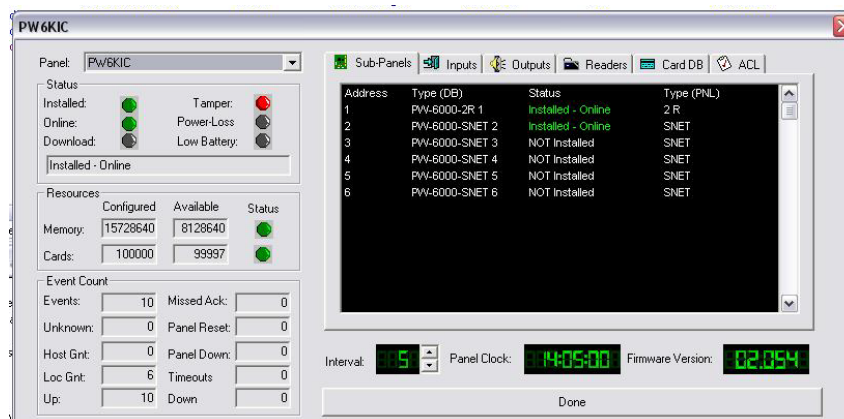 PW6KIC
Panel: PW6KIC
Status
Installed: Tamper:
Online: Power-Loss
Download: Low Battery:
Installed - Online
Resources
Configured Available Status
Memory: 15728640 8128640
Cards: 100000 99997
Event Count
Events: 10 Missed Ack: 0
Unknown: 0 Panel Reset: 0
Host Gnt: 0 Panel Down: 0
Loc Gnt: 6 Timeouts 0
Up: 10 Down 0
Sub-Panels Inputs Outputs Readers Card DB ACL
Address Type (DB) Status Type (PNL)
1 PW-6000-2R 1 Installed - Online 2 R
2 PW-6000-SNET 2 Installed - Online SNET
3 PW-6000-SNET 3 NOT Installed SNET
4 PW-6000-SNET 4 NOT Installed SNET
5 PW-6000-SNET 5 NOT Installed SNET
6 PW-6000-SNET 6 NOT Installed SNET
Interval: 5 Panel Clock: 14:05:00 Firmware Version: 02.054
Done